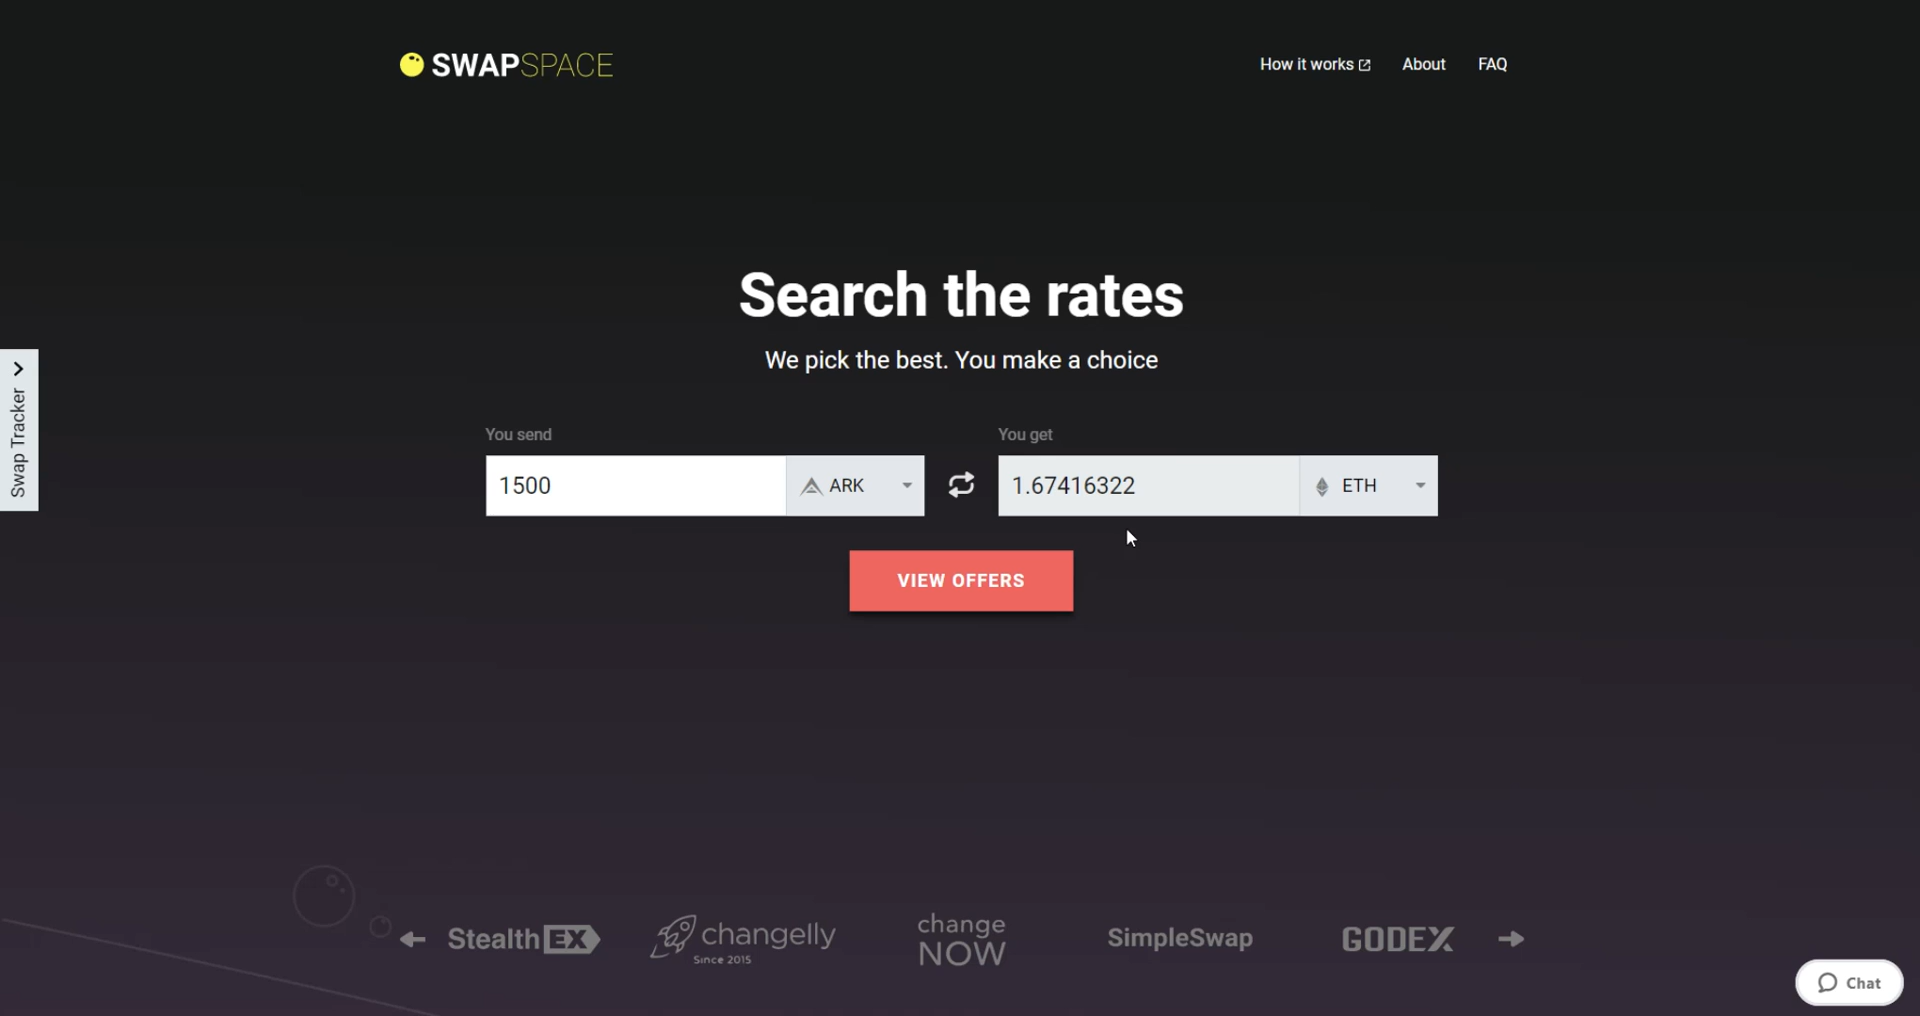 SWAPSPACE
How it works
About
FAQ
Search the rates
We pick the best. You make a choice
You send
You get
1500
ARK
1.67416322
ETH
VIEW OFFERS
Swap Tracker
StealthEX
changelly
Since 2015
change
NOW
SimpleSwap
GODEX
Chat